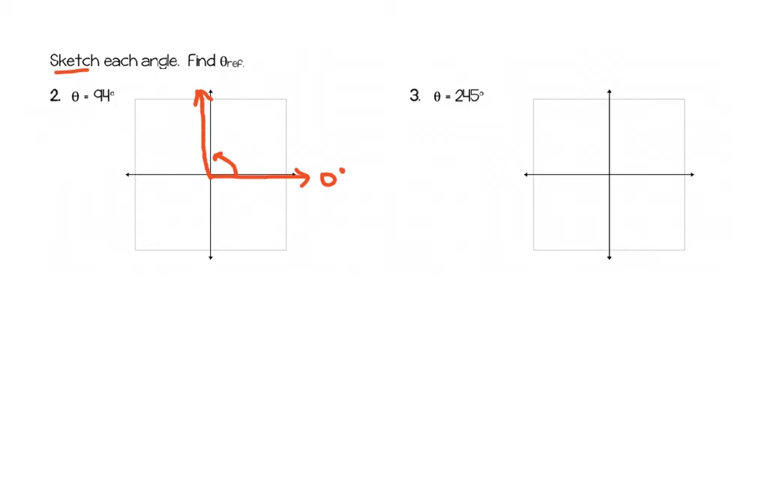 Sketch each angle. Find θref.
2. θ = 94°
3. θ = 245°
0°